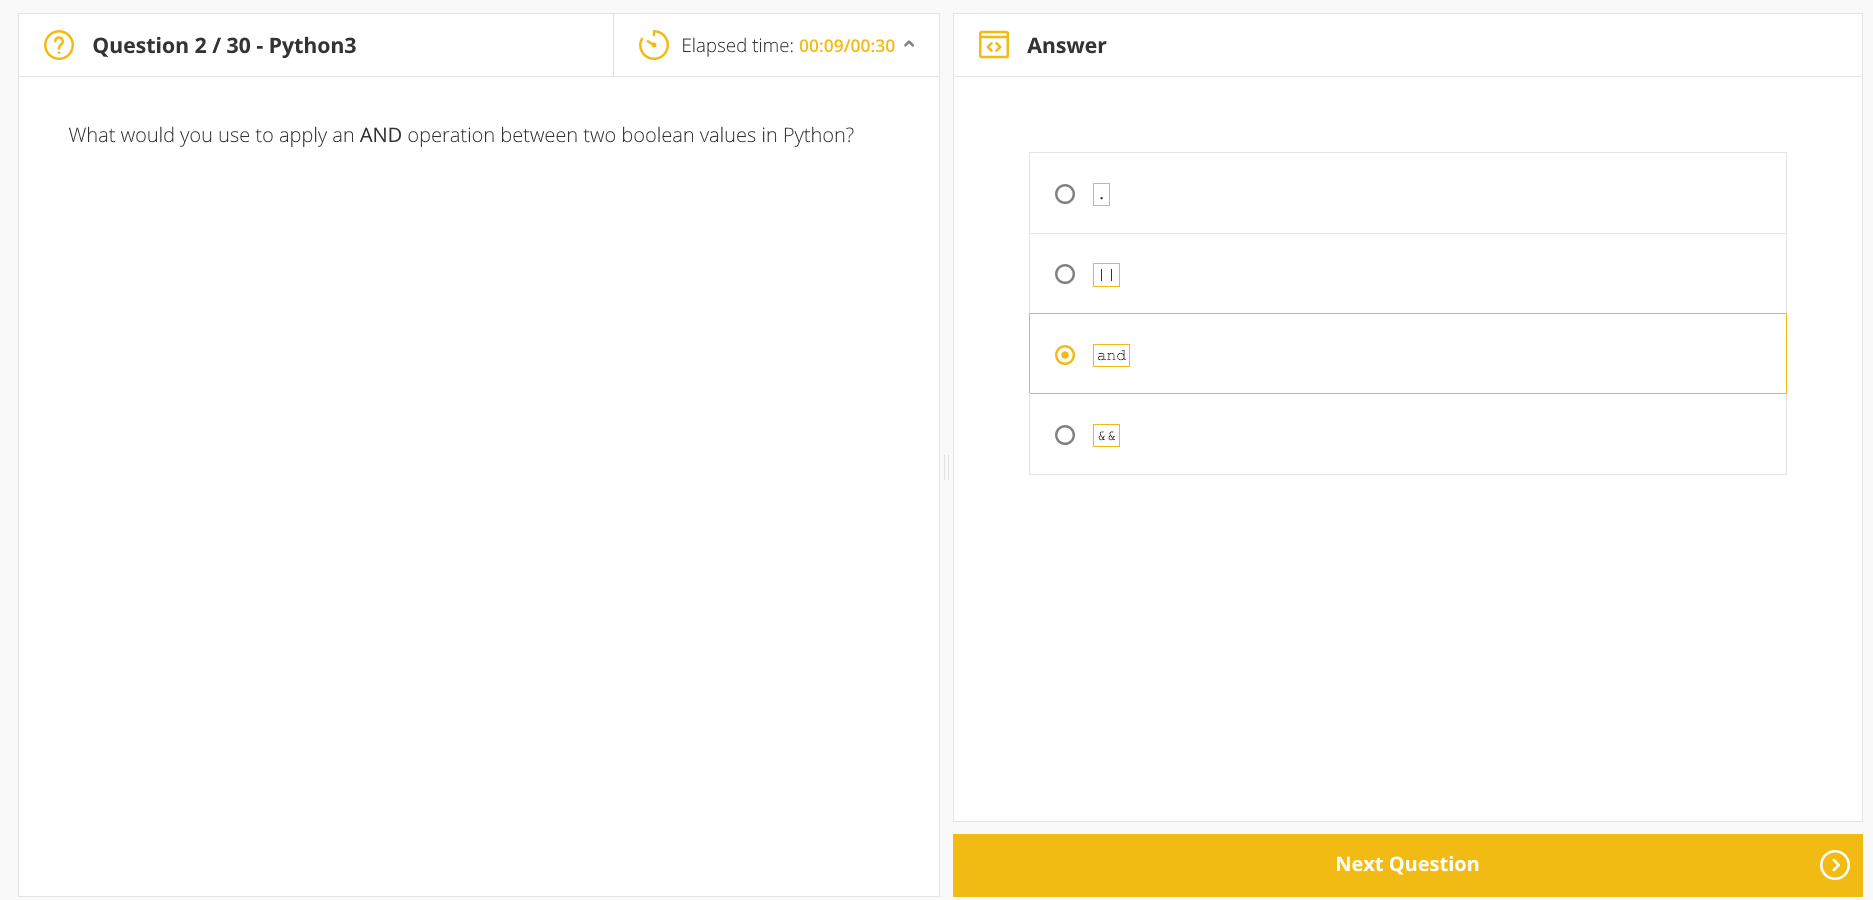 Question 2 / 30 - Python3
Elapsed time: 00:09/00:30
What would you use to apply an AND operation between two boolean values in Python?
Answer
.
||
and
&&
Next Question